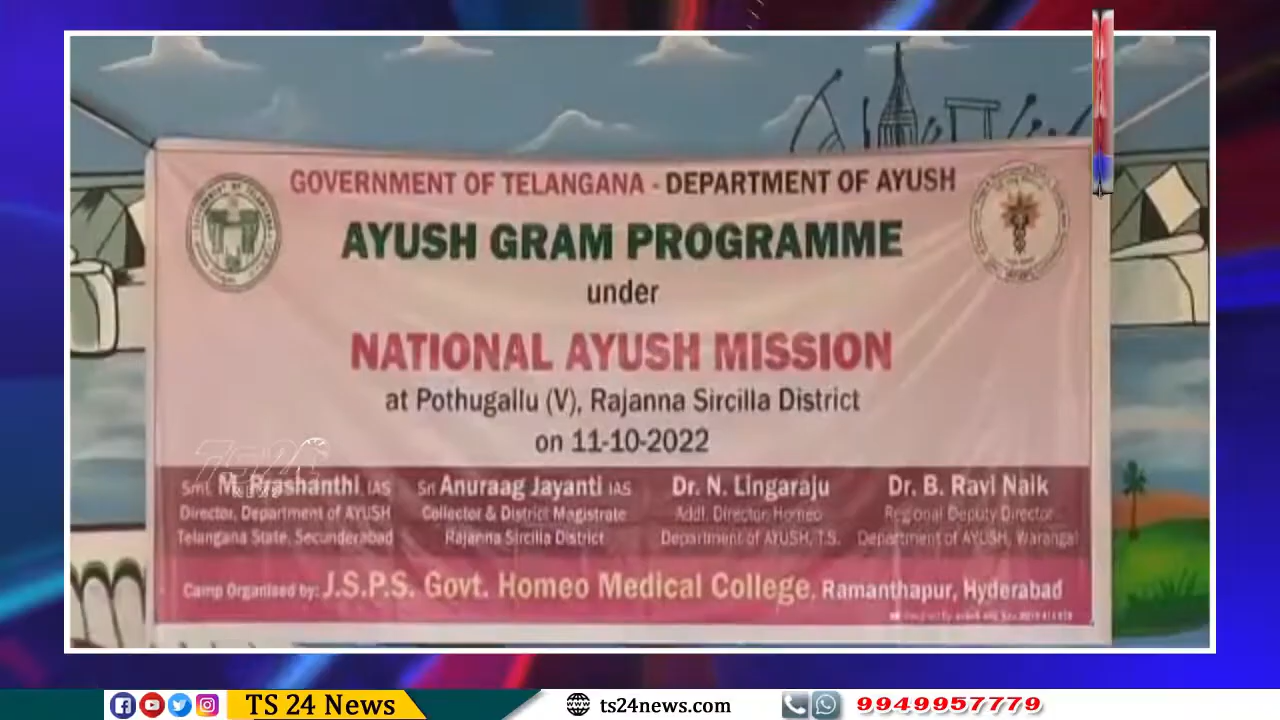 GOVERNMENT OF TELANGANA - DEPARTMENT OF AYUSH
AYUSH GRAM PROGRAMME
under
NATIONAL AYUSH MISSION
at Pothugallu (V), Rajanna Sircilla District
on 11-10-2022
TS24
NEWS
Smt. M. Prashanthi IAS
Director, Department of AYUSH
Telangana State, Secunderabad
Sri Anuraag Jayanti IAS
Collector & District Magistrate
Rajanna Sircilla District
Dr. N. Lingaraju
Addl. Director Homeo
Department of AYUSH, T.S.
Dr. B. Ravi Naik
Regional Deputy Director
Department of AYUSH, Warangal
Camp Organised by: J.S.P.S. Govt. Homeo Medical College, Ramanthapur, Hyderabad
TS 24 News
ts24news.com
9949957779